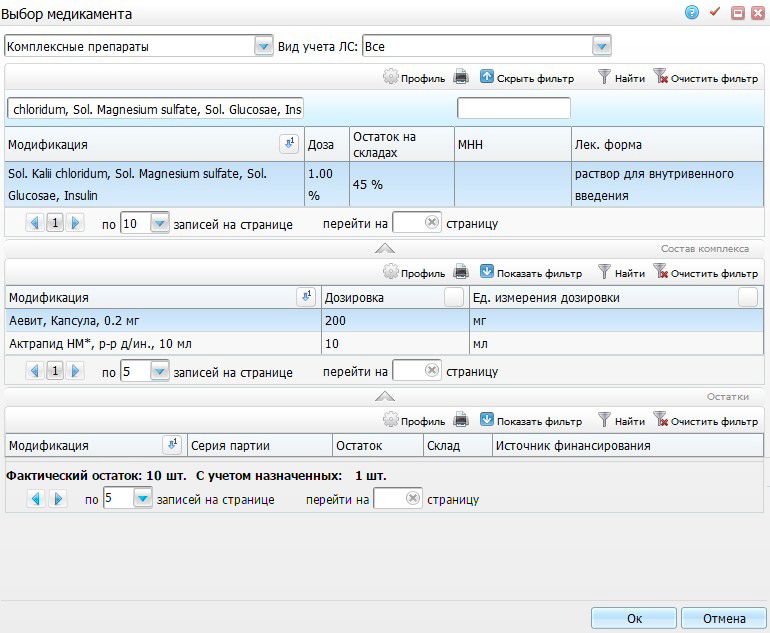 Выбор медикамента
Комплексные препараты Вид учета ЛС: Все
Профиль Скрыть фильтр Найти Очистить фильтр
chloridum, Sol. Magnesium sulfate, Sol. Glucosae, Ins
Модификация Доза Остаток на складах МНН Лек. форма
Sol. Kalii chloridum, Sol. Magnesium sulfate, Sol. Glucosae, Insulin 1.00 % 45 % раствор для внутривенного введения
1 по 10 записей на странице перейти на страницу
Состав комплекса
Профиль Показать фильтр Найти Очистить фильтр
Модификация Дозировка Ед. измерения дозировки
Аевит, Капсула, 0.2 мг 200 мг
Актрапид НМ*, р-р д/ин., 10 мл 10 мл
1 по 5 записей на странице перейти на страницу
Остатки
Профиль Показать фильтр Найти Очистить фильтр
Модификация Серия партии Остаток Склад Источник финансирования
Фактический остаток: 10 шт. С учетом назначенных: 1 шт.
по 5 записей на странице перейти на страницу
Ок Отмена